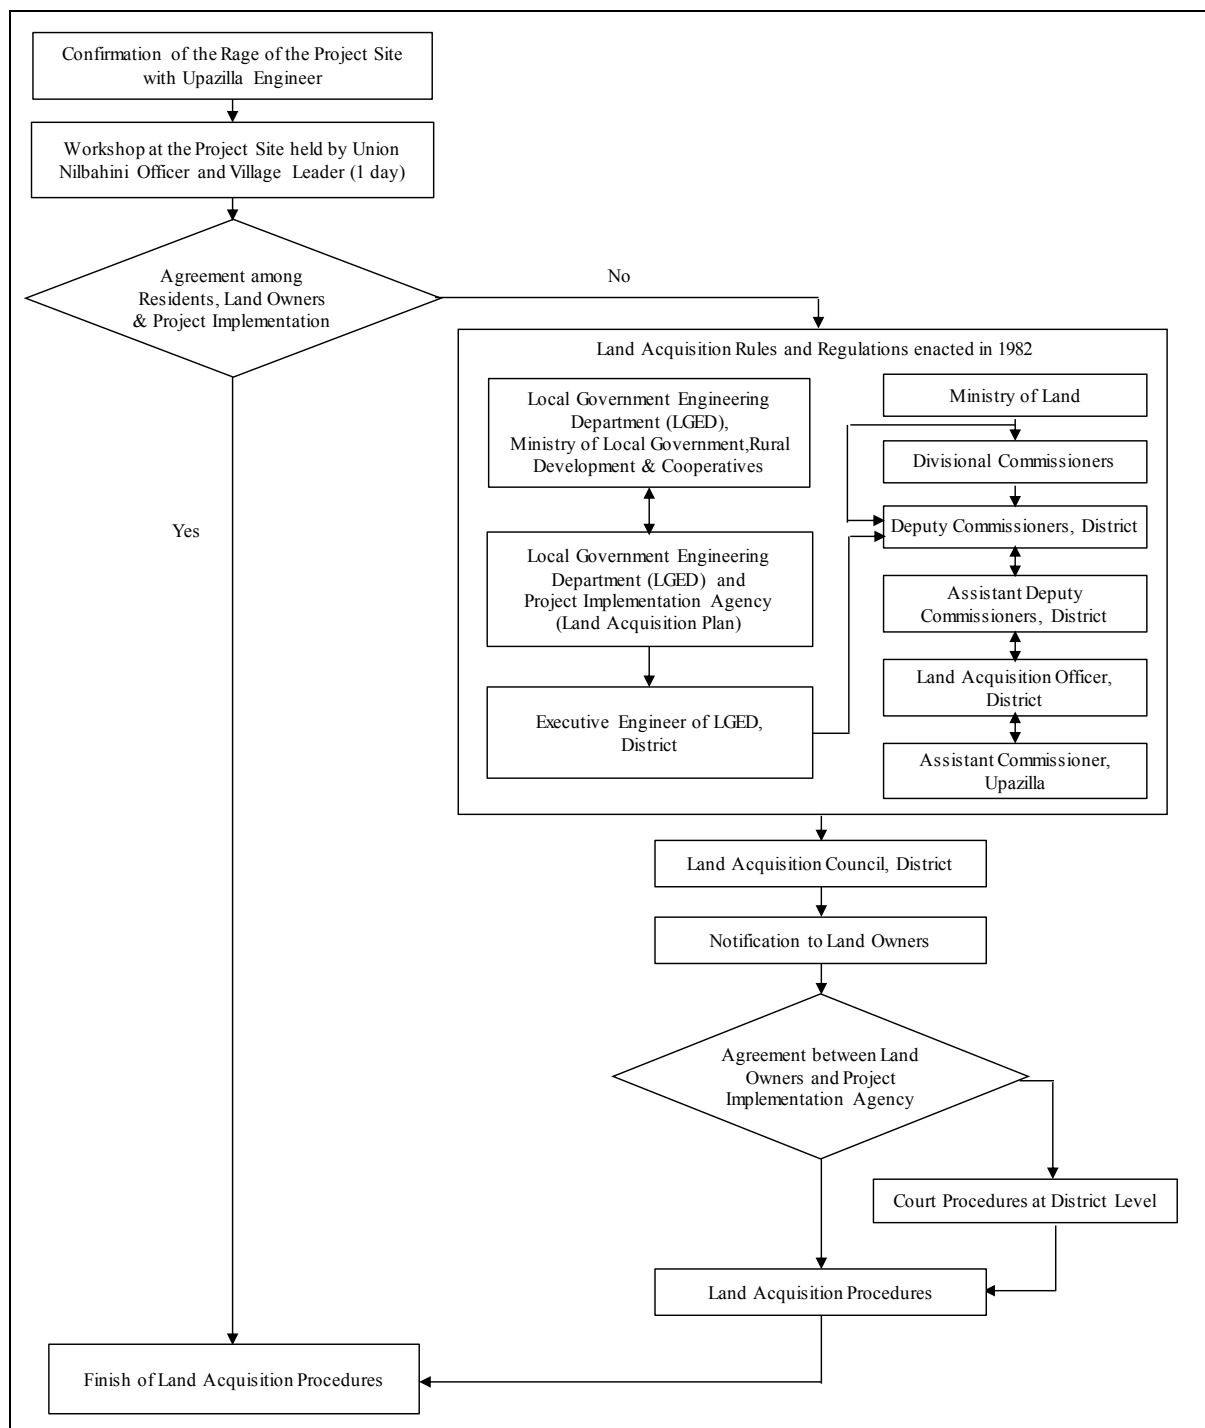 Confirmation of the Rage of the Project Site
with Upazilla Engineer
Workshop at the Project Site held by Union
Nilbahini Officer and Village Leader (1 day)
Agreement among
Residents, Land Owners
& Project Implementation
No
Yes
Land Acquisition Rules and Regulations enacted in 1982
Local Government Engineering
Department (LGED),
Ministry of Local Government,Rural
Development & Cooperatives
Local Government Engineering
Department (LGED) and
Project Implementation Agency
(Land Acquisition Plan)
Executive Engineer of LGED,
District
Ministry of Land
Divisional Commissioners
Deputy Commissioners, District
Assistant Deputy
Commissioners, District
Land Acquisition Officer,
District
Assistant Commissioner,
Upazilla
Land Acquisition Council, District
Notification to Land Owners
Agreement between Land
Owners and Project
Implementation Agency
Court Procedures at District Level
Land Acquisition Procedures
Finish of Land Acquisition Procedures